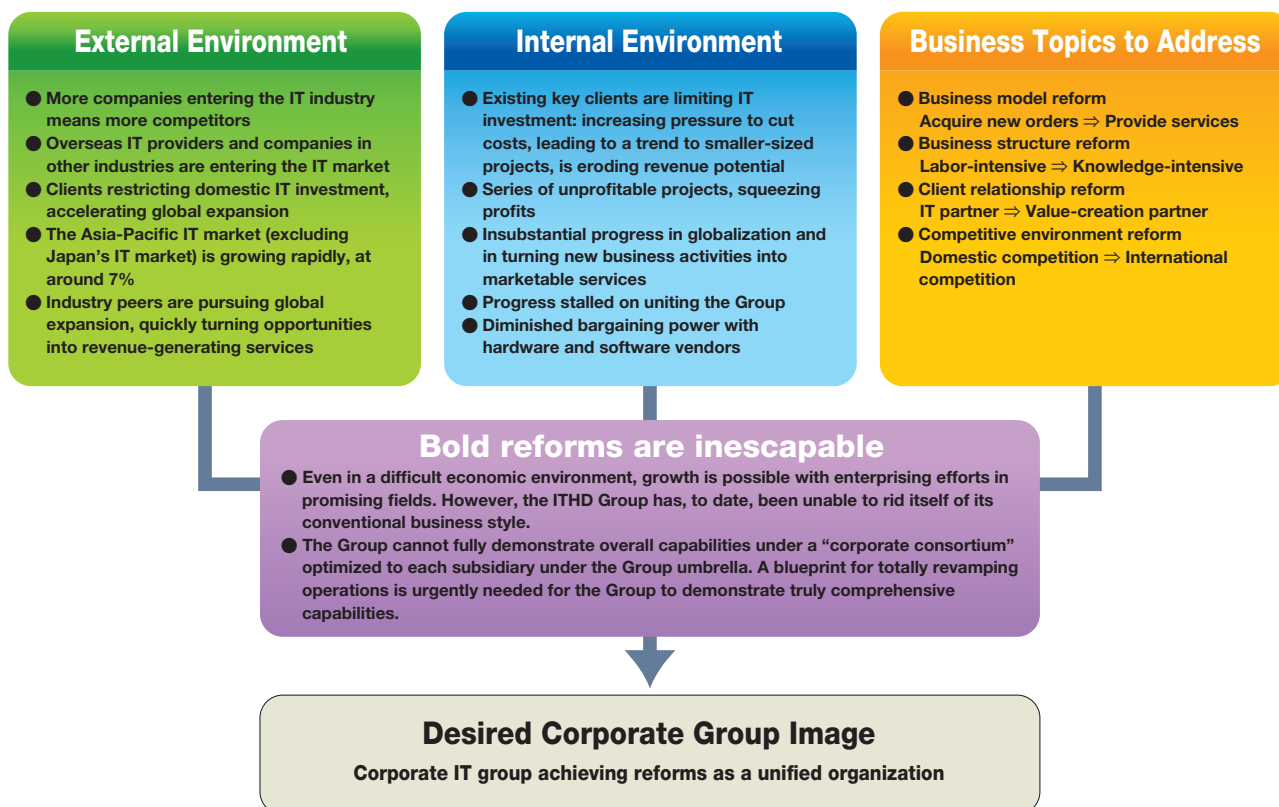 External Environment
● More companies entering the IT industry
means more competitors
● Overseas IT providers and companies in
other industries are entering the IT market
● Clients restricting domestic IT investment,
accelerating global expansion
● The Asia-Pacific IT market (excluding
Japan's IT market) is growing rapidly, at
around 7%
● Industry peers are pursuing global
expansion, quickly turning opportunities
into revenue-generating services
Internal Environment
● Existing key clients are limiting IT
investment: increasing pressure to cut
costs, leading to a trend to smaller-sized
projects, is eroding revenue potential
● Series of unprofitable projects, squeezing
profits
● Insubstantial progress in globalization and
in turning new business activities into
marketable services
● Progress stalled on uniting the Group
● Diminished bargaining power with
hardware and software vendors
Business Topics to Address
● Business model reform
Acquire new orders ⇒ Provide services
● Business structure reform
Labor-intensive ⇒ Knowledge-intensive
● Client relationship reform
IT partner ⇒ Value-creation partner
● Competitive environment reform
Domestic competition ⇒ International
competition
Bold reforms are inescapable
● Even in a difficult economic environment, growth is possible with enterprising efforts in
promising fields. However, the ITHD Group has, to date, been unable to rid itself of its
conventional business style.
● The Group cannot fully demonstrate overall capabilities under a “corporate consortium”
optimized to each subsidiary under the Group umbrella. A blueprint for totally revamping
operations is urgently needed for the Group to demonstrate truly comprehensive
capabilities.
Desired Corporate Group Image
Corporate IT group achieving reforms as a unified organization